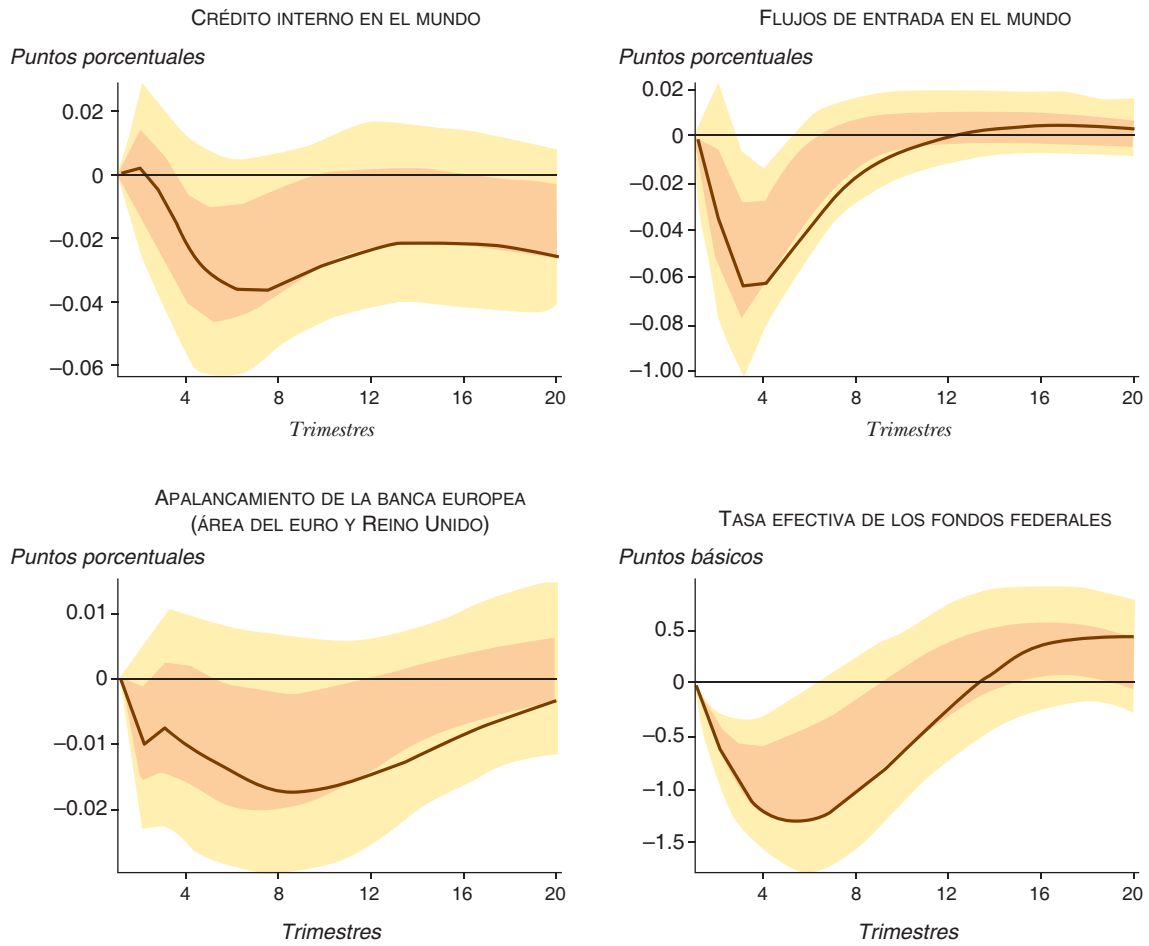 CRÉDITO INTERNO EN EL MUNDO
Puntos porcentuales
0.02
0
–0.02
–0.04
–0.06
4 8 12 16 20
Trimestres
FLUJOS DE ENTRADA EN EL MUNDO
Puntos porcentuales
0.02
0
–0.02
–0.04
–0.06
–0.08
–1.00
4 8 12 16 20
Trimestres
APALANCAMIENTO DE LA BANCA EUROPEA
(ÁREA DEL EURO Y REINO UNIDO)
Puntos porcentuales
0.01
0
–0.01
–0.02
4 8 12 16 20
Trimestres
TASA EFECTIVA DE LOS FONDOS FEDERALES
Puntos básicos
0.5
0
–0.5
–1.0
–1.5
4 8 12 16 20
Trimestres